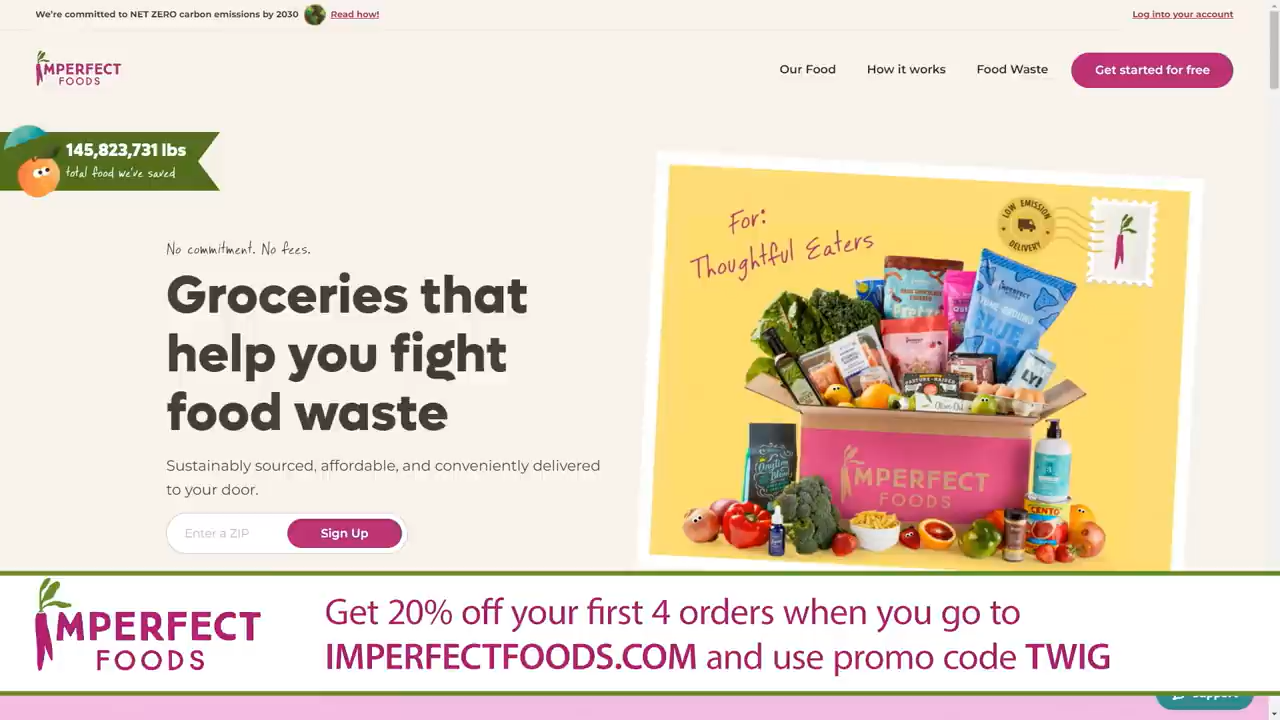 We're committed to NET ZERO carbon emissions by 2030 Read how!
Log into your account
IMPERFECT
FOODS
Our Food
How it works
Food Waste
Get started for free
145,823,731 lbs
total food we've saved
No commitment. No fees.
Groceries that
help you fight
food waste
Sustainably sourced, affordable, and conveniently delivered
to your door.
Enter a ZIP
Sign Up
For:
Thoughtful Eaters
LOW EMISSION
DELIVERY
IMPERFECT
FOODS
CENTO
IMPERFECT
FOODS
Get 20% off your first 4 orders when you go to
IMPERFECTFOODS.COM and use promo code TWIG
Support